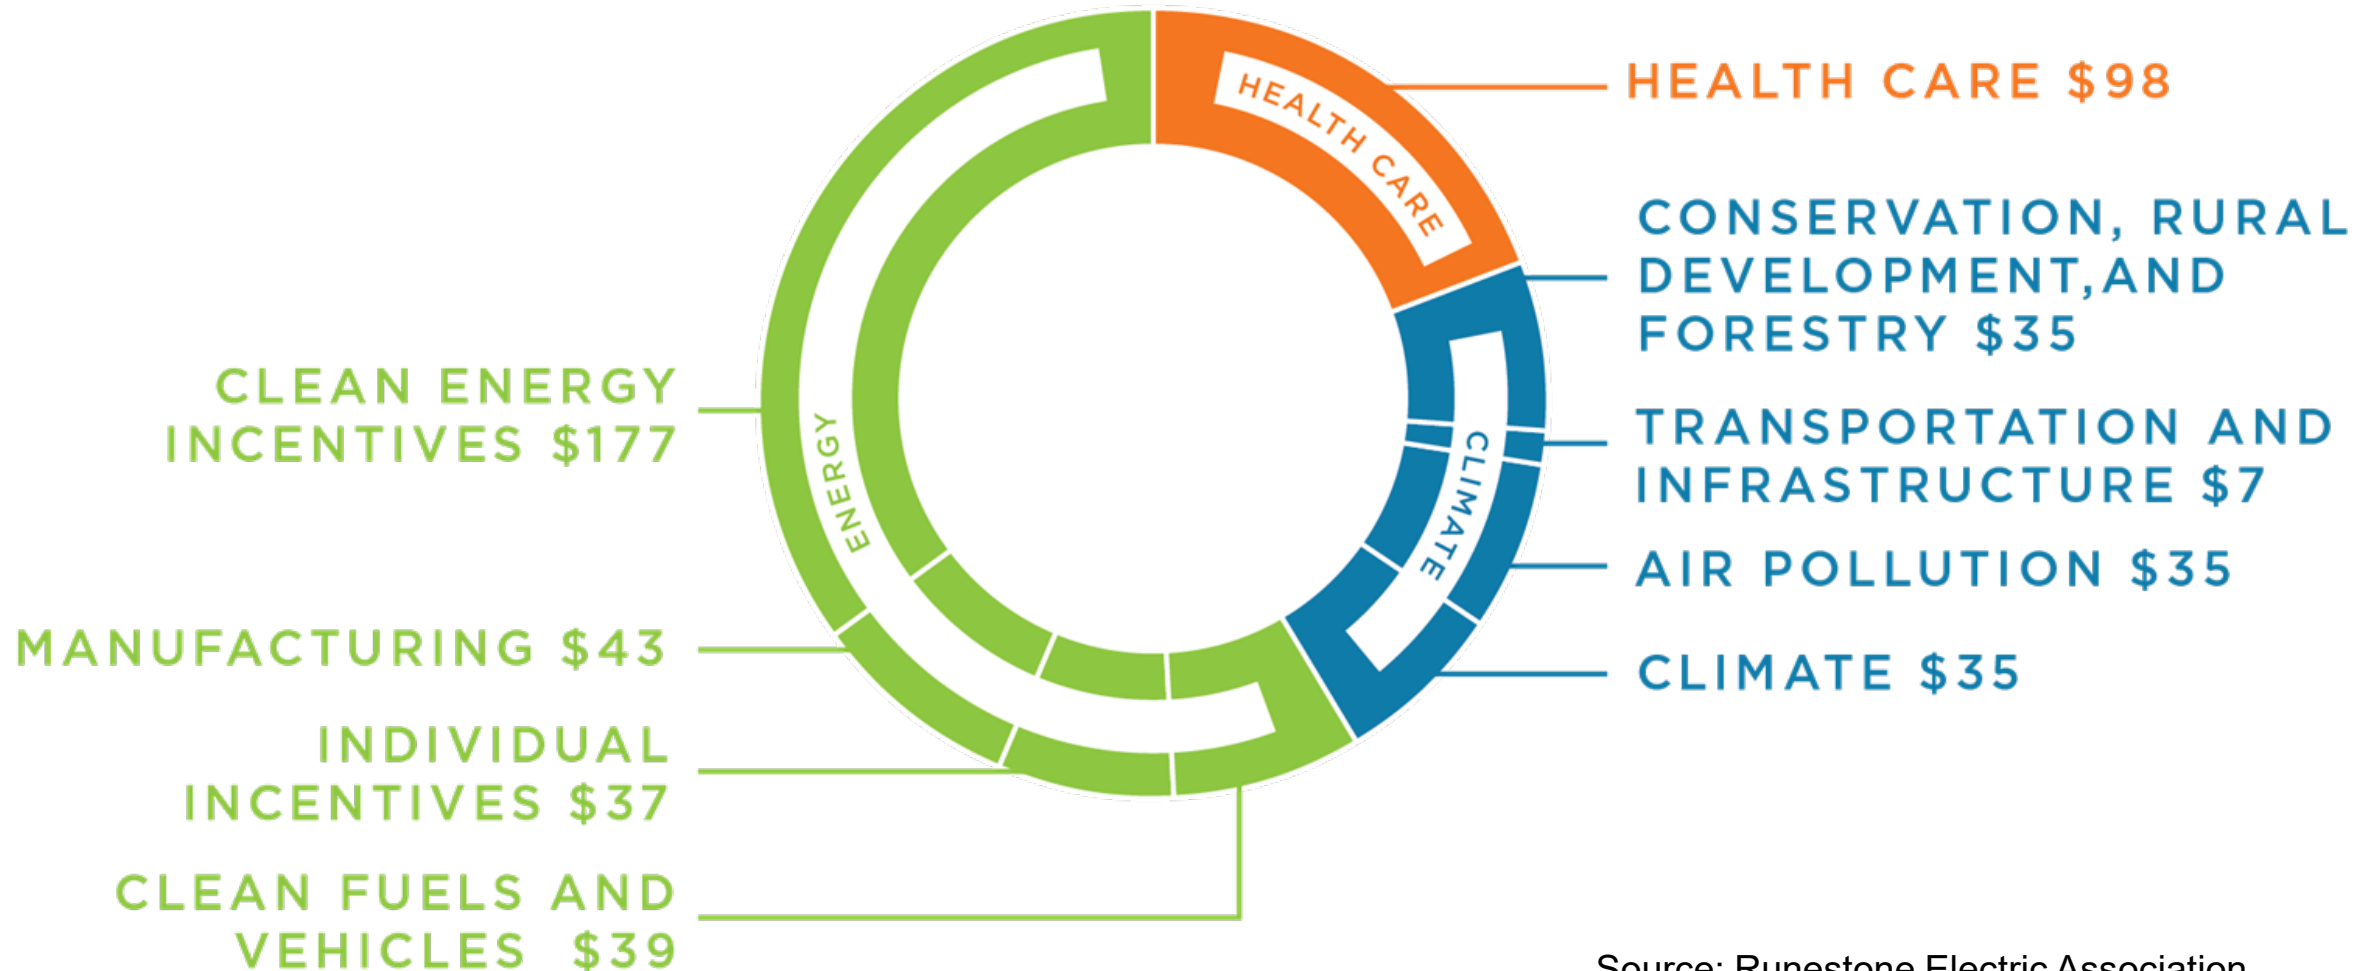 HEALTH CARE
HEALTH CARE $98
CONSERVATION, RURAL
DEVELOPMENT,AND
FORESTRY $35
TRANSPORTATION AND
INFRASTRUCTURE $7
AIR POLLUTION $35
CLIMATE $35
CLIMATE
ENERGY
CLEAN ENERGY
INCENTIVES $177
MANUFACTURING $43
INDIVIDUAL
INCENTIVES $37
CLEAN FUELS AND
VEHICLES $39
Source: Runestone Electric Association